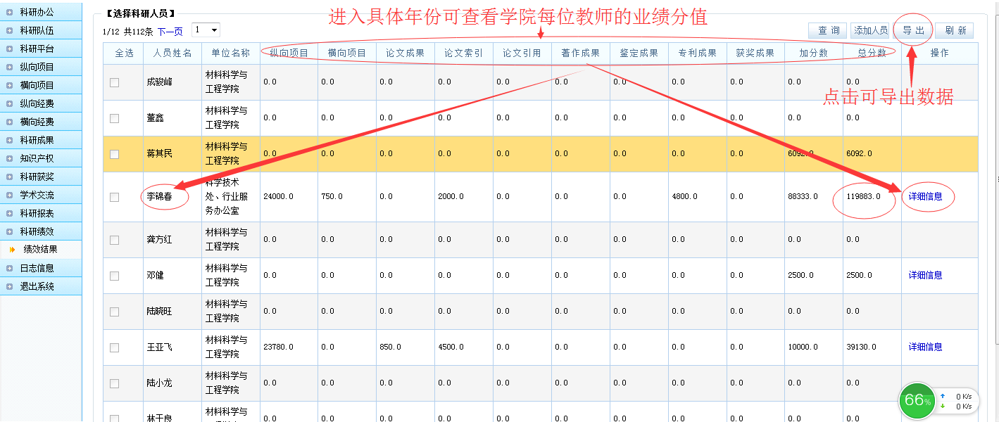 科研办公
科研队伍
科研平台
纵向项目
横向项目
纵向经费
横向经费
科研成果
知识产权
科研获奖
学术交流
科研报表
科研绩效
绩效结果
日志信息
退出系统
【选择科研人员】
进入具体年份可查看学院每位教师的业绩分值
1/12 共112条 下一页 1
查 询 添加人员 导 出 刷 新
点击可导出数据
全选 人员姓名 单位名称 纵向项目 横向项目 论文成果 论文索引 论文引用 著作成果 鉴定成果 专利成果 获奖成果 加分数 总分数 操作
成骏峰 材料科学与工程学院 0.0 0.0 0.0 0.0 0.0 0.0 0.0 0.0 0.0 0.0 0.0
董鑫 材料科学与工程学院 0.0 0.0 0.0 0.0 0.0 0.0 0.0 0.0 0.0 0.0 0.0
蒋其民 材料科学与工程学院 0.0 0.0 0.0 0.0 0.0 0.0 0.0 0.0 0.0 6092.0 6092.0
李锦春 科学技术处、行业服务办公室 24000.0 750.0 0.0 2000.0 0.0 0.0 0.0 4800.0 0.0 88333.0 119883.0 详细信息
龚方红 材料科学与工程学院 0.0 0.0 0.0 0.0 0.0 0.0 0.0 0.0 0.0 0.0 0.0
邓健 材料科学与工程学院 0.0 0.0 0.0 0.0 0.0 0.0 0.0 0.0 0.0 2500.0 2500.0 详细信息
陆晓旺 材料科学与工程学院 0.0 0.0 0.0 0.0 0.0 0.0 0.0 0.0 0.0 0.0 0.0
王亚飞 材料科学与工程学院 23780.0 0.0 850.0 4500.0 0.0 0.0 0.0 0.0 0.0 10000.0 39130.0 详细信息
陆小龙 材料科学与工程学院 0.0 0.0 0.0 0.0 0.0 0.0 0.0 0.0 0.0 0.0 0.0
材料科学与 0.0 0.0 0.0 0.0 0.0 0.0 0.0 0.0 0.0 0.0 0.0
66%
0 K/s
0 K/s